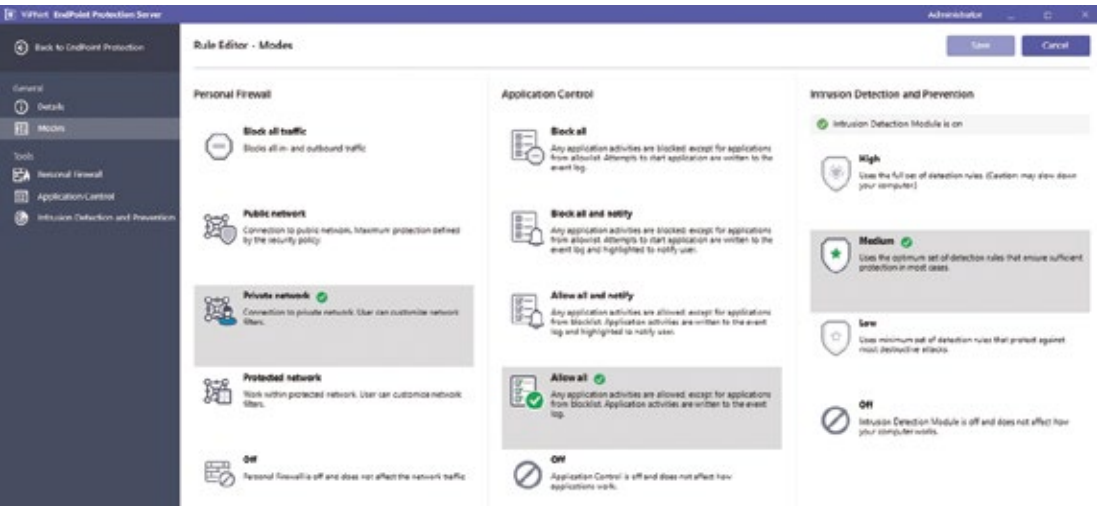 ViPNet EndPoint Protection Server
Administrator
Back to EndPoint Protection
Rule Editor - Modes
Save
Cancel
General
Details
Modes
Tools
Personal Firewall
Application Control
Intrusion Detection and Prevention
Personal Firewall
Block all traffic
Blocks all in- and outbound traffic
Public network
Connection to public network. Maximum protection defined
by the security policy.
Private network
Connection to private network. User can customize network
filters.
Protected network
Work within protected network. User can customize network
filters.
Off
Personal Firewall is off and does not affect the network traffic
Application Control
Block all
Any application activities are blocked except for applications
from allowlist. Attempts to start application are written to the
event log.
Block all and notify
Any application activities are blocked except for applications
from allowlist. Attempts to start application are written to the
event log and highlighted to notify user.
Allow all and notify
Any application activities are allowed, except for applications
from blocklist. Application activities are written to the event
log and highlighted to notify user.
Allow all
Any application activities are allowed, except for applications
from blocklist. Application activities are written to the event
log.
Off
Application Control is off and does not affect how
applications work.
Intrusion Detection and Prevention
Intrusion Detection Module is on
High
Uses the full set of detection rules. (Caution: may slow down
your computer)
Medium
Uses the optimum set of detection rules that ensure sufficient
protection in most cases.
Low
Uses minimum set of detection rules that protect against
most destructive attacks.
Off
Intrusion Detection Module is off and does not affect how
your computer works.